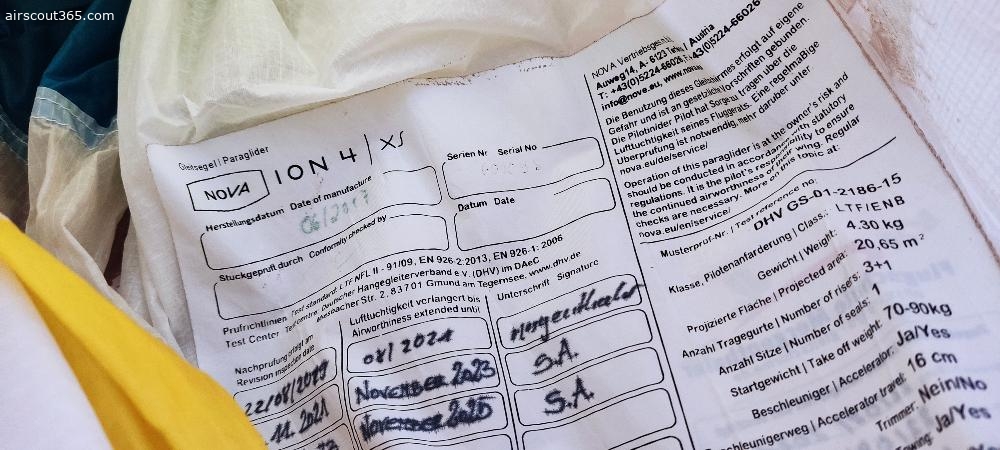 airscout365.com
Gleitsegel | Paraglider
NOVA ION 4 | XS
Herstellungsdatum Date of manufacture
06/2017
Serien Nr Serial No
Stückgeprüft durch Conformity checked by
Datum Date
Prüfrichtlinien Test standard: LTF NFL II - 91/09, EN 926-2:2013, EN 926-1: 2006
Test Center Testcentre: Deutscher Hängegleiterverband e.V. (DHV) im DAeC
Miesbacher Str. 2, 83701 Gmund am Tegernsee, www.dhv.de
Nachprüfung erfolgt am
Revision inspection date
Luftüchtigkeit verlängert bis
Airworthiness extended until
Unterschrift Signature
22/08/2019
08/2021
11.2021
November 2023
S.A.
November 2025
S.A.
NOVA Vertriebsges.m.b.H.
Auweg14, A- 6123 Terfens / Austria
T: +43(0)5224-66026,
info@nova.eu, www.nova.eu
Die Benutzung dieses Gleitschirmes erfolgt auf eigene
Gefahr und ist an gesetzliche Vorschriften gebunden.
Die Pilotin/der Pilot hat Sorge zu tragen über die
Lufttüchtigkeit seines Fluggeräts. Eine regelmäßige
Überprüfung ist notwendig, mehr darüber unter:
nova.eu/de/service/
Operation of this paraglider is at the owner's risk and
should be conducted in accordance with statutory
regulations. It is the pilot's responsibility to ensure
the continued airworthiness of their wing. Regular
checks are necessary. More on this topic at:
nova.eu/en/service/
Musterprüf-Nr. | Test reference no: DHV GS-01-2186-15
Klasse, Pilotenanforderung | Class.: LTF/ENB
Gewicht | Weight: 4.30 kg
Projizierte Fläche | Projected area: 20,65 m²
Anzahl Tragegurte | Number of risers: 3+1
Anzahl Sitze | Number of seats: 1
Startgewicht | Take off weight: 70-90kg
Beschleuniger | Accelerator: Ja/Yes
Beschleunigerweg | Accelerator travel: 16 cm
Trimmer: Nein/No
Towing: Ja/Yes